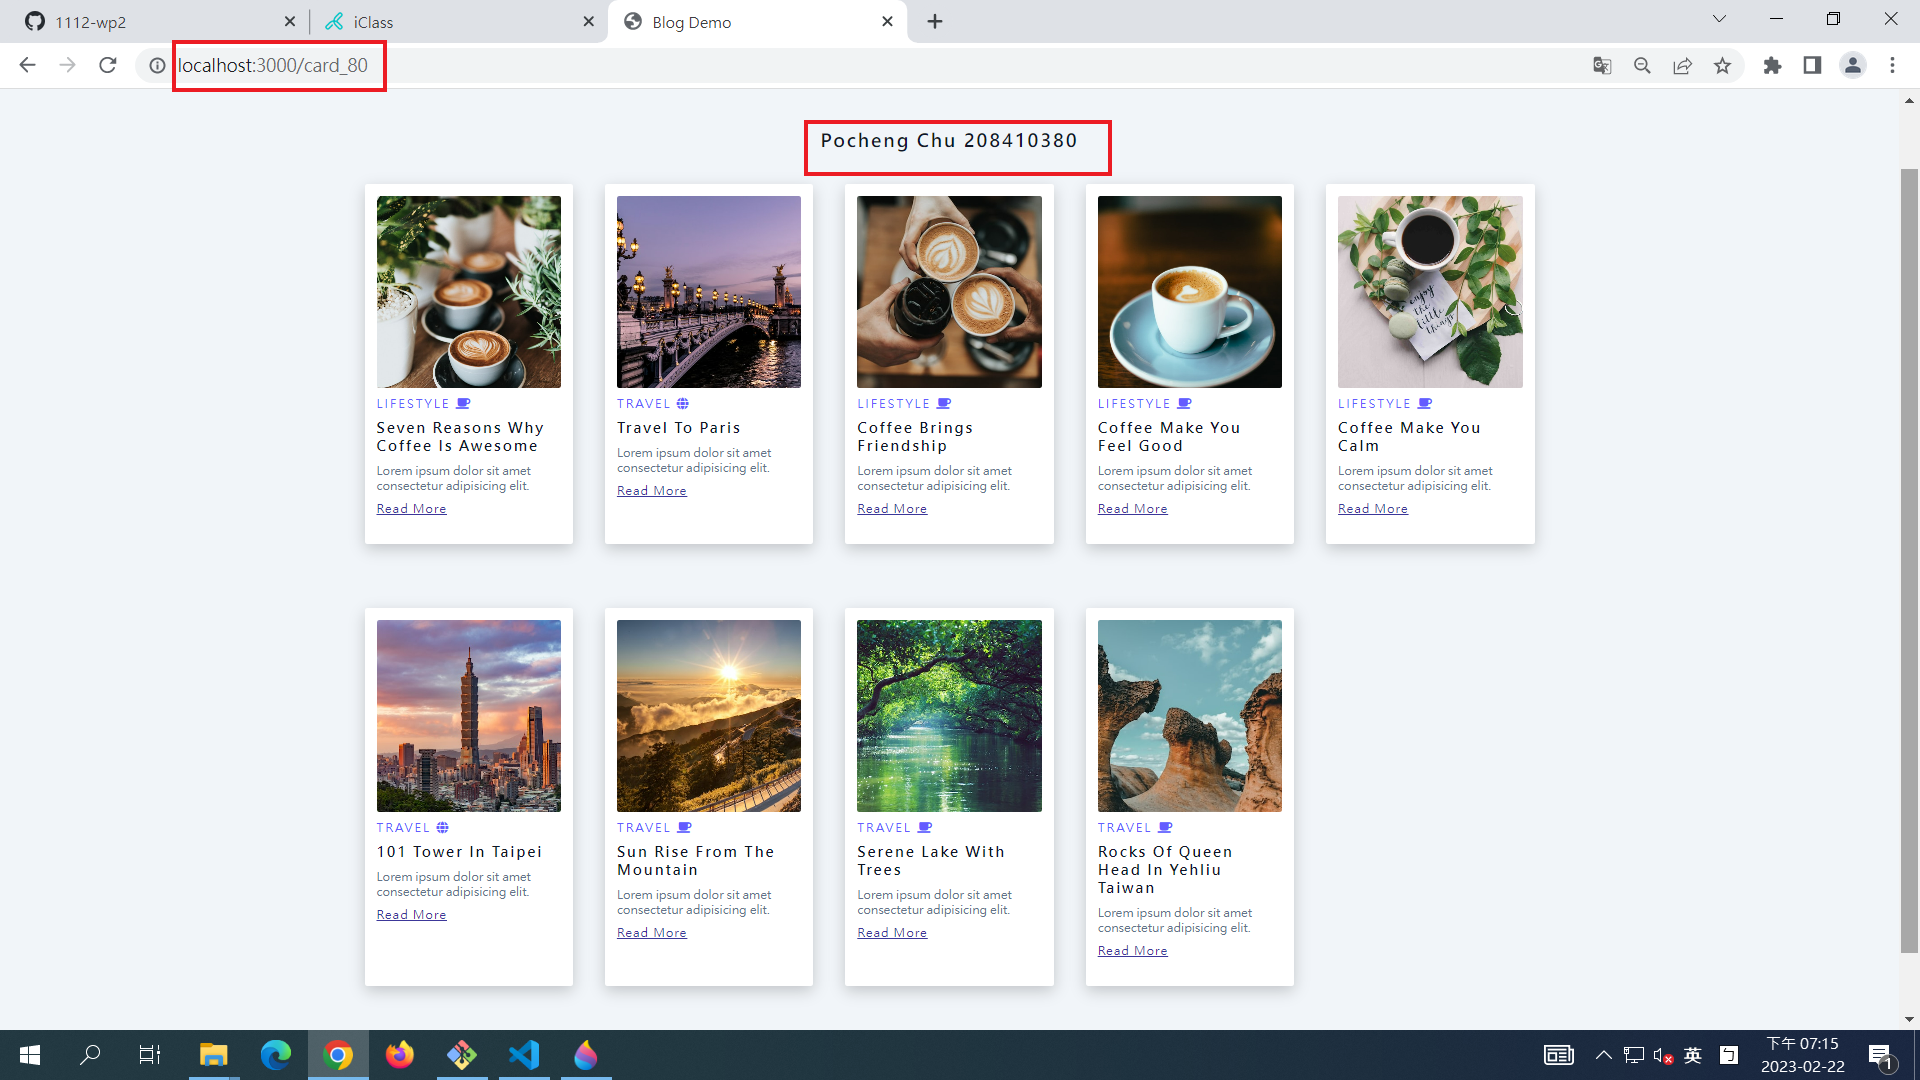 1112-wp2
iClass
Blog Demo
localhost:3000/card_80
Pocheng Chu 208410380
LIFESTYLE
Seven Reasons Why
Coffee Is Awesome
Lorem ipsum dolor sit amet
consectetur adipisicing elit.
Read More
TRAVEL
Travel To Paris
Lorem ipsum dolor sit amet
consectetur adipisicing elit.
Read More
LIFESTYLE
Coffee Brings
Friendship
Lorem ipsum dolor sit amet
consectetur adipisicing elit.
Read More
LIFESTYLE
Coffee Make You
Feel Good
Lorem ipsum dolor sit amet
consectetur adipisicing elit.
Read More
enjoy
the
little
things
LIFESTYLE
Coffee Make You
Calm
Lorem ipsum dolor sit amet
consectetur adipisicing elit.
Read More
TRAVEL
101 Tower In Taipei
Lorem ipsum dolor sit amet
consectetur adipisicing elit.
Read More
TRAVEL
Sun Rise From The
Mountain
Lorem ipsum dolor sit amet
consectetur adipisicing elit.
Read More
TRAVEL
Serene Lake With
Trees
Lorem ipsum dolor sit amet
consectetur adipisicing elit.
Read More
TRAVEL
Rocks Of Queen
Head In Yehliu
Taiwan
Lorem ipsum dolor sit amet
consectetur adipisicing elit.
Read More
英
ㄅ
下午 07:15
2023-02-22
1